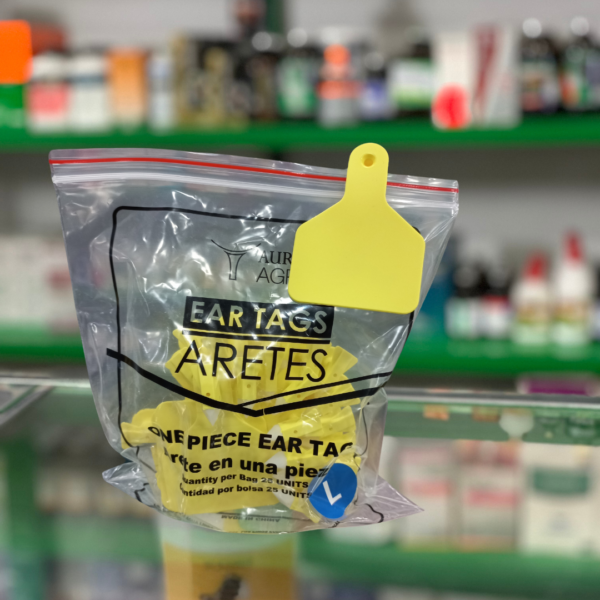 EAR TAGS
ARETES
ONE PIECE EAR TAG
Arete en una pieza
Quantity per Bag 25 UNITS
Cantidad por bolsa 25 UNITS